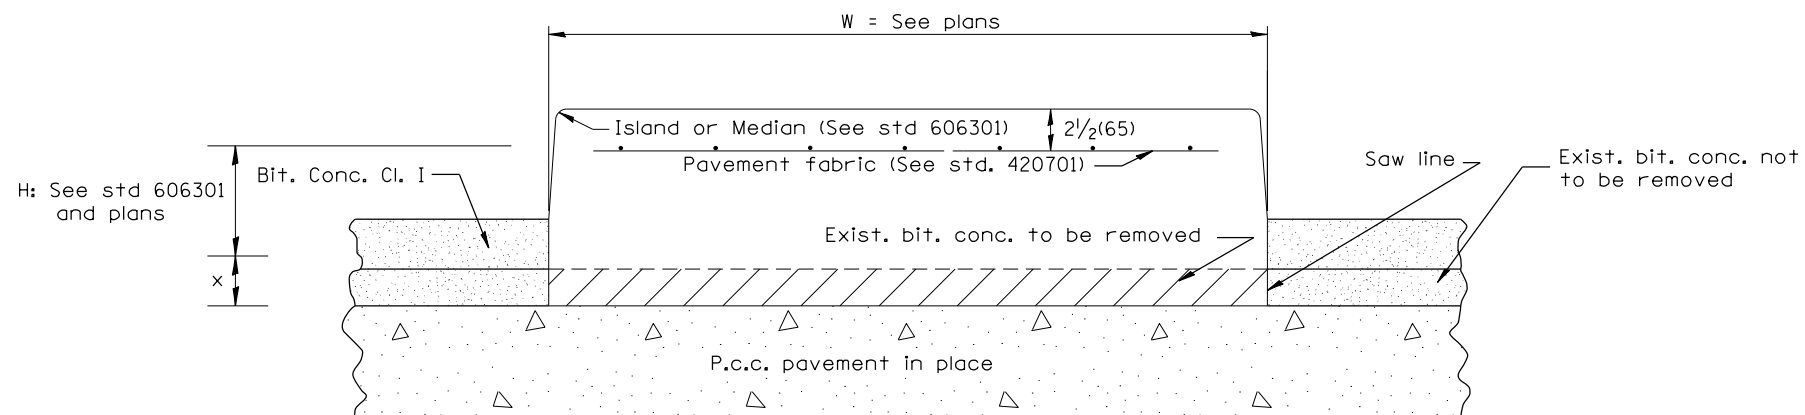 W = See plans
Island or Median (See std 606301)
2 1/2(65)
Pavement fabric (See std. 420701)
Saw line
Exist. bit. conc. not
to be removed
H: See std 606301
and plans
Bit. Conc. Cl. I
Exist. bit. conc. to be removed
x
P.c.c. pavement in place